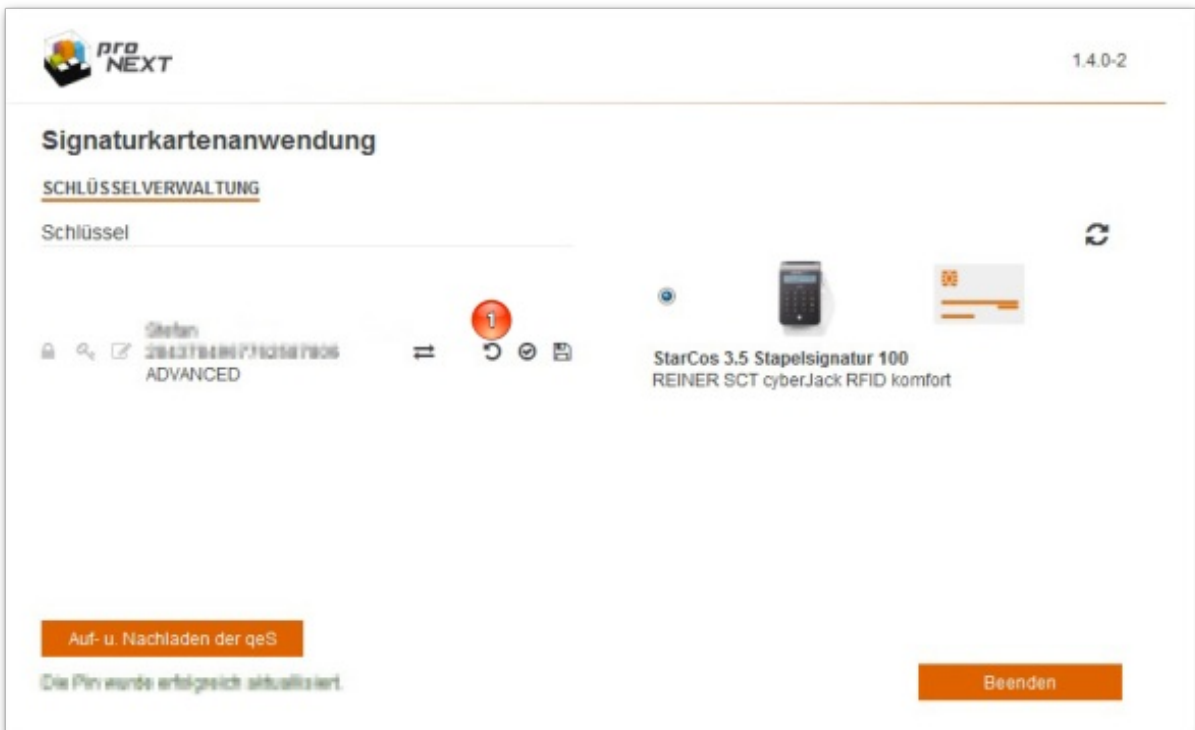 pro
NEXT
1.4.0-2
Signaturkartenanwendung
SCHLÜSSELVERWALTUNG
Schlüssel
1
Stefan
ADVANCED
StarCos 3.5 Stapelsignatur 100
REINER SCT cyberJack RFID komfort
Auf- u. Nachladen der qeS
Die Pin wurde erfolgreich aktualisiert.
Beenden